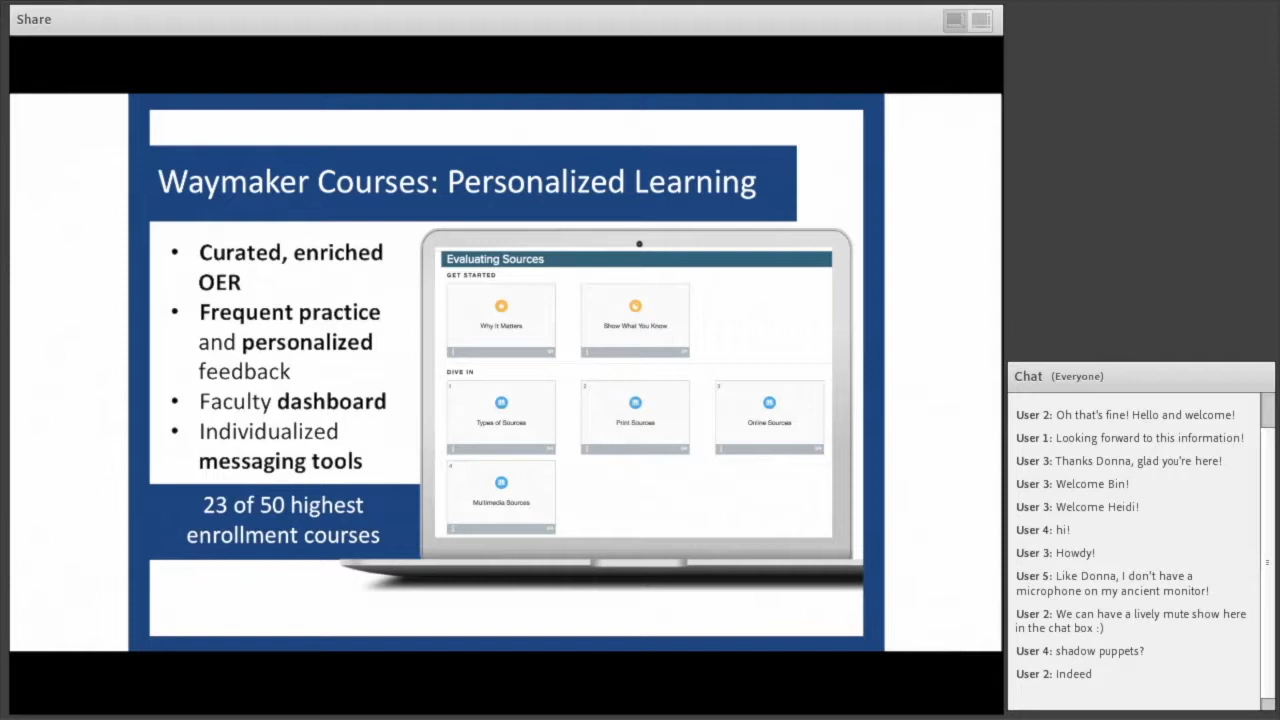 Share
Waymaker Courses: Personalized Learning
• Curated, enriched
OER
• Frequent practice
and personalized
feedback
• Faculty dashboard
• Individualized
messaging tools
23 of 50 highest
enrollment courses
Evaluating Sources
GET STARTED
Why It Matters
Show What You Know
DIVE IN
1
Types of Sources
2
Print Sources
3
Online Sources
4
Multimedia Sources
Chat (Everyone)
User 2: Oh that's fine! Hello and welcome!
User 1: Looking forward to this information!
User 3: Thanks Donna, glad you're here!
User 3: Welcome Bin!
User 3: Welcome Heidi!
User 4: hi!
User 3: Howdy!
User 5: Like Donna, I don't have a
microphone on my ancient monitor!
User 2: We can have a lively mute show here
in the chat box :)
User 4: shadow puppets?
User 2: Indeed